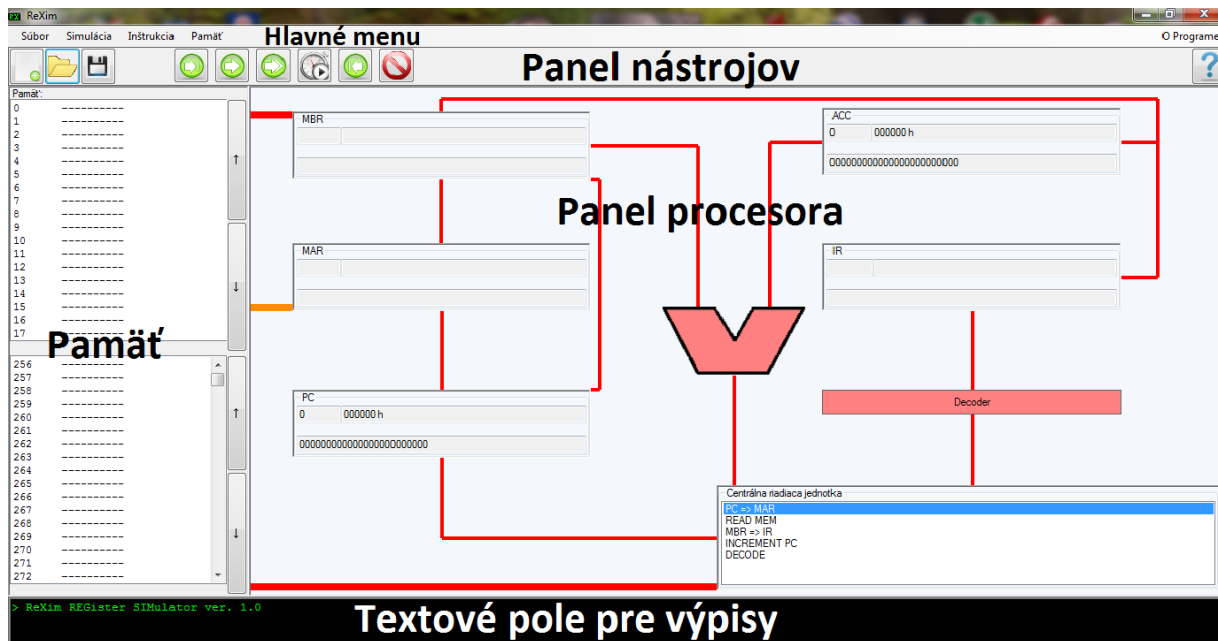 ReXim
Súbor Simulácia Inštrukcia Pamäť Hlavné menu O Programe
Panel nástrojov
Pamäť:
0 ----------
1 ----------
2 ----------
3 ----------
4 ----------
5 ----------
6 ----------
7 ----------
8 ----------
9 ----------
10 ----------
11 ----------
12 ----------
13 ----------
14 ----------
15 ----------
16 ----------
17 ----------
Pamäť
256 ----------
257 ----------
258 ----------
259 ----------
260 ----------
261 ----------
262 ----------
263 ----------
264 ----------
265 ----------
266 ----------
267 ----------
268 ----------
269 ----------
270 ----------
271 ----------
272 ----------
MBR
ACC
0 000000 h
000000000000000000000000
Panel procesora
MAR
IR
PC
0 000000 h
000000000000000000000000
Decoder
Centrálna riadiaca jednotka
PC => MAR
READ MEM
MBR => IR
INCREMENT PC
DECODE
> ReXim REGister SIMulator ver. 1.0
Textové pole pre výpisy